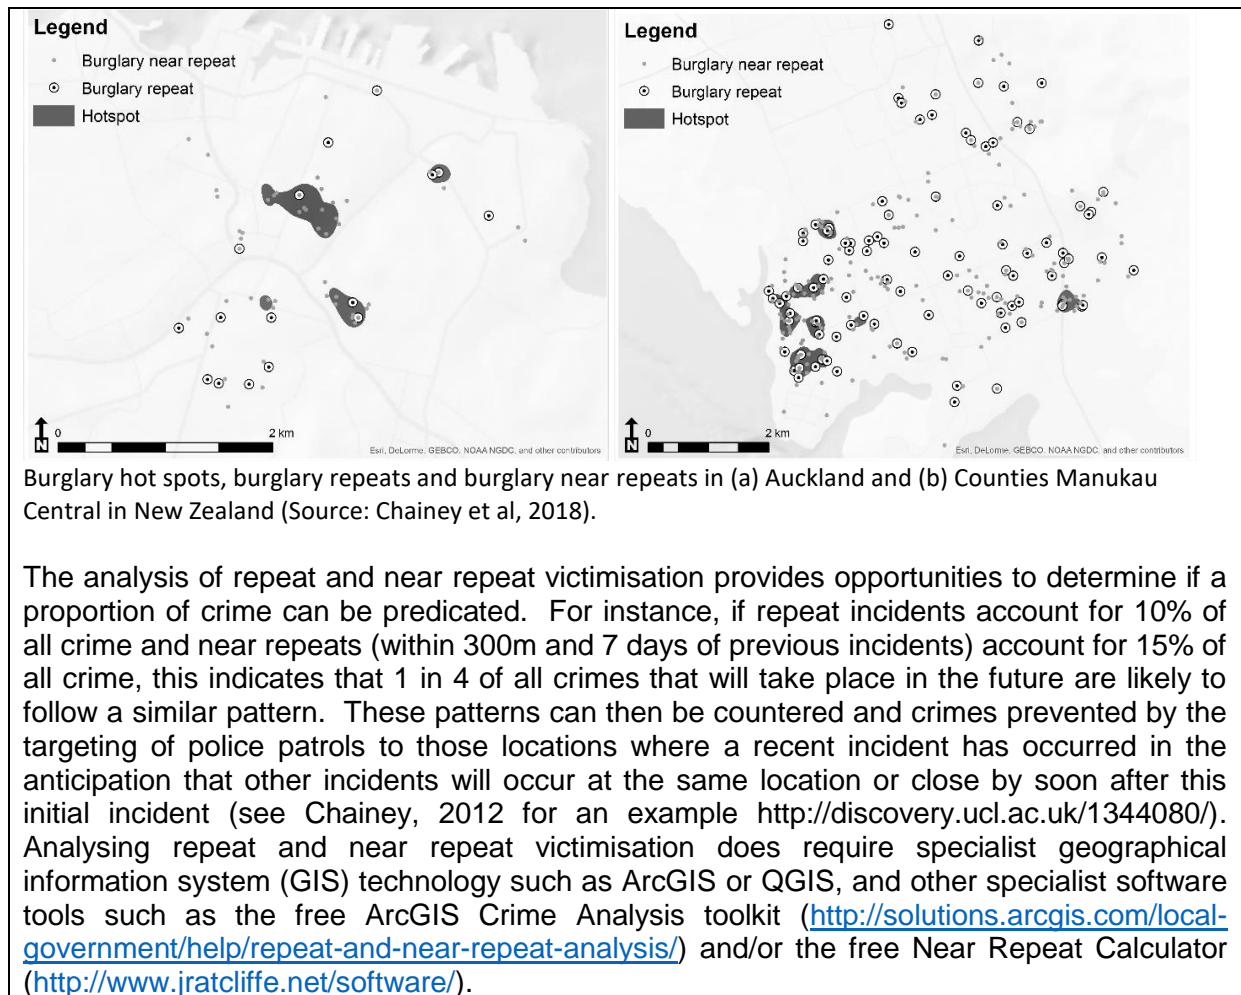 Legend
Burglary near repeat
Burglary repeat
Hotspot
N
0
2 km
Esri, DeLorme, GEBCO, NOAA NGDC, and other contributors
Legend
Burglary near repeat
Burglary repeat
Hotspot
N
0
2 km
Esri, DeLorme, GEBCO, NOAA NGDC, and other contributors
Burglary hot spots, burglary repeats and burglary near repeats in (a) Auckland and (b) Counties Manukau
Central in New Zealand (Source: Chainey et al, 2018).
The analysis of repeat and near repeat victimisation provides opportunities to determine if a
proportion of crime can be predicated.  For instance, if repeat incidents account for 10% of
all crime and near repeats (within 300m and 7 days of previous incidents) account for 15% of
all crime, this indicates that 1 in 4 of all crimes that will take place in the future are likely to
follow a similar pattern.  These patterns can then be countered and crimes prevented by the
targeting of police patrols to those locations where a recent incident has occurred in the
anticipation that other incidents will occur at the same location or close by soon after this
initial incident (see Chainey, 2012 for an example http://discovery.ucl.ac.uk/1344080/).
Analysing repeat and near repeat victimisation does require specialist geographical
information system (GIS) technology such as ArcGIS or QGIS, and other specialist software
tools such as the free ArcGIS Crime Analysis toolkit (http://solutions.arcgis.com/local-
government/help/repeat-and-near-repeat-analysis/) and/or the free Near Repeat Calculator
(http://www.jratcliffe.net/software/).